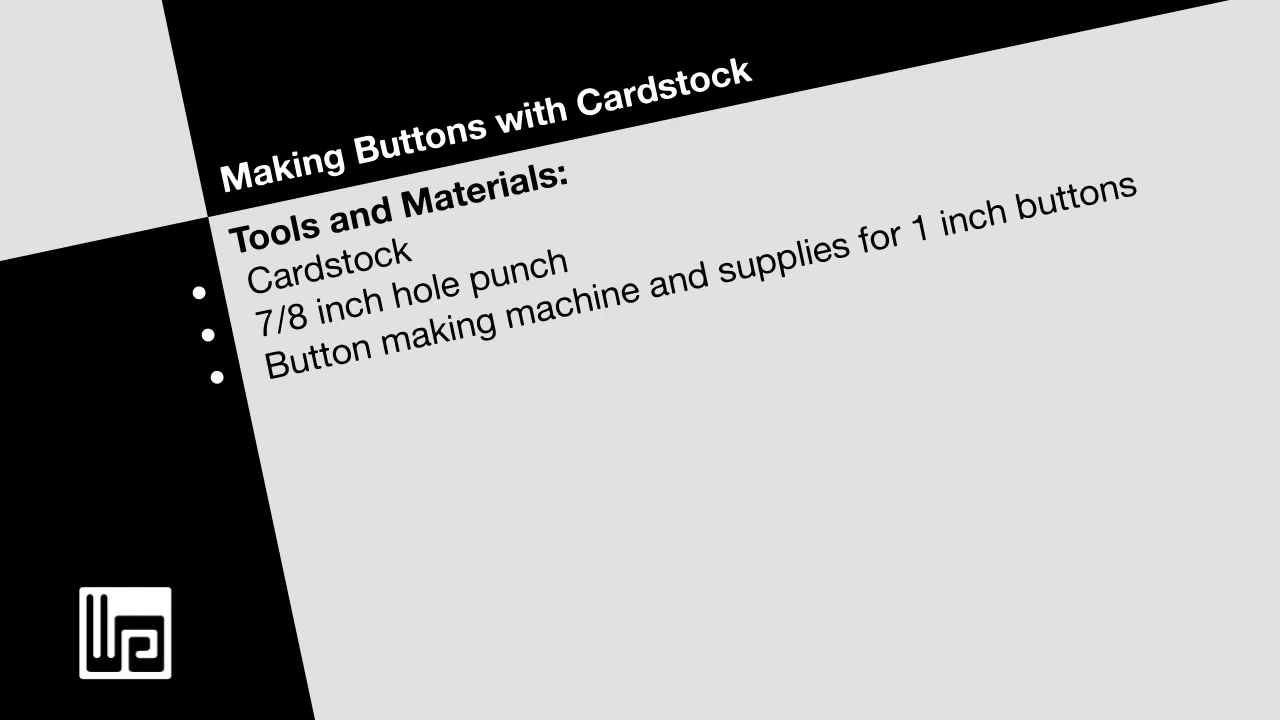 Making Buttons with Cardstock
Tools and Materials:
• Cardstock
• 7/8 inch hole punch
• Button making machine and supplies for 1 inch buttons